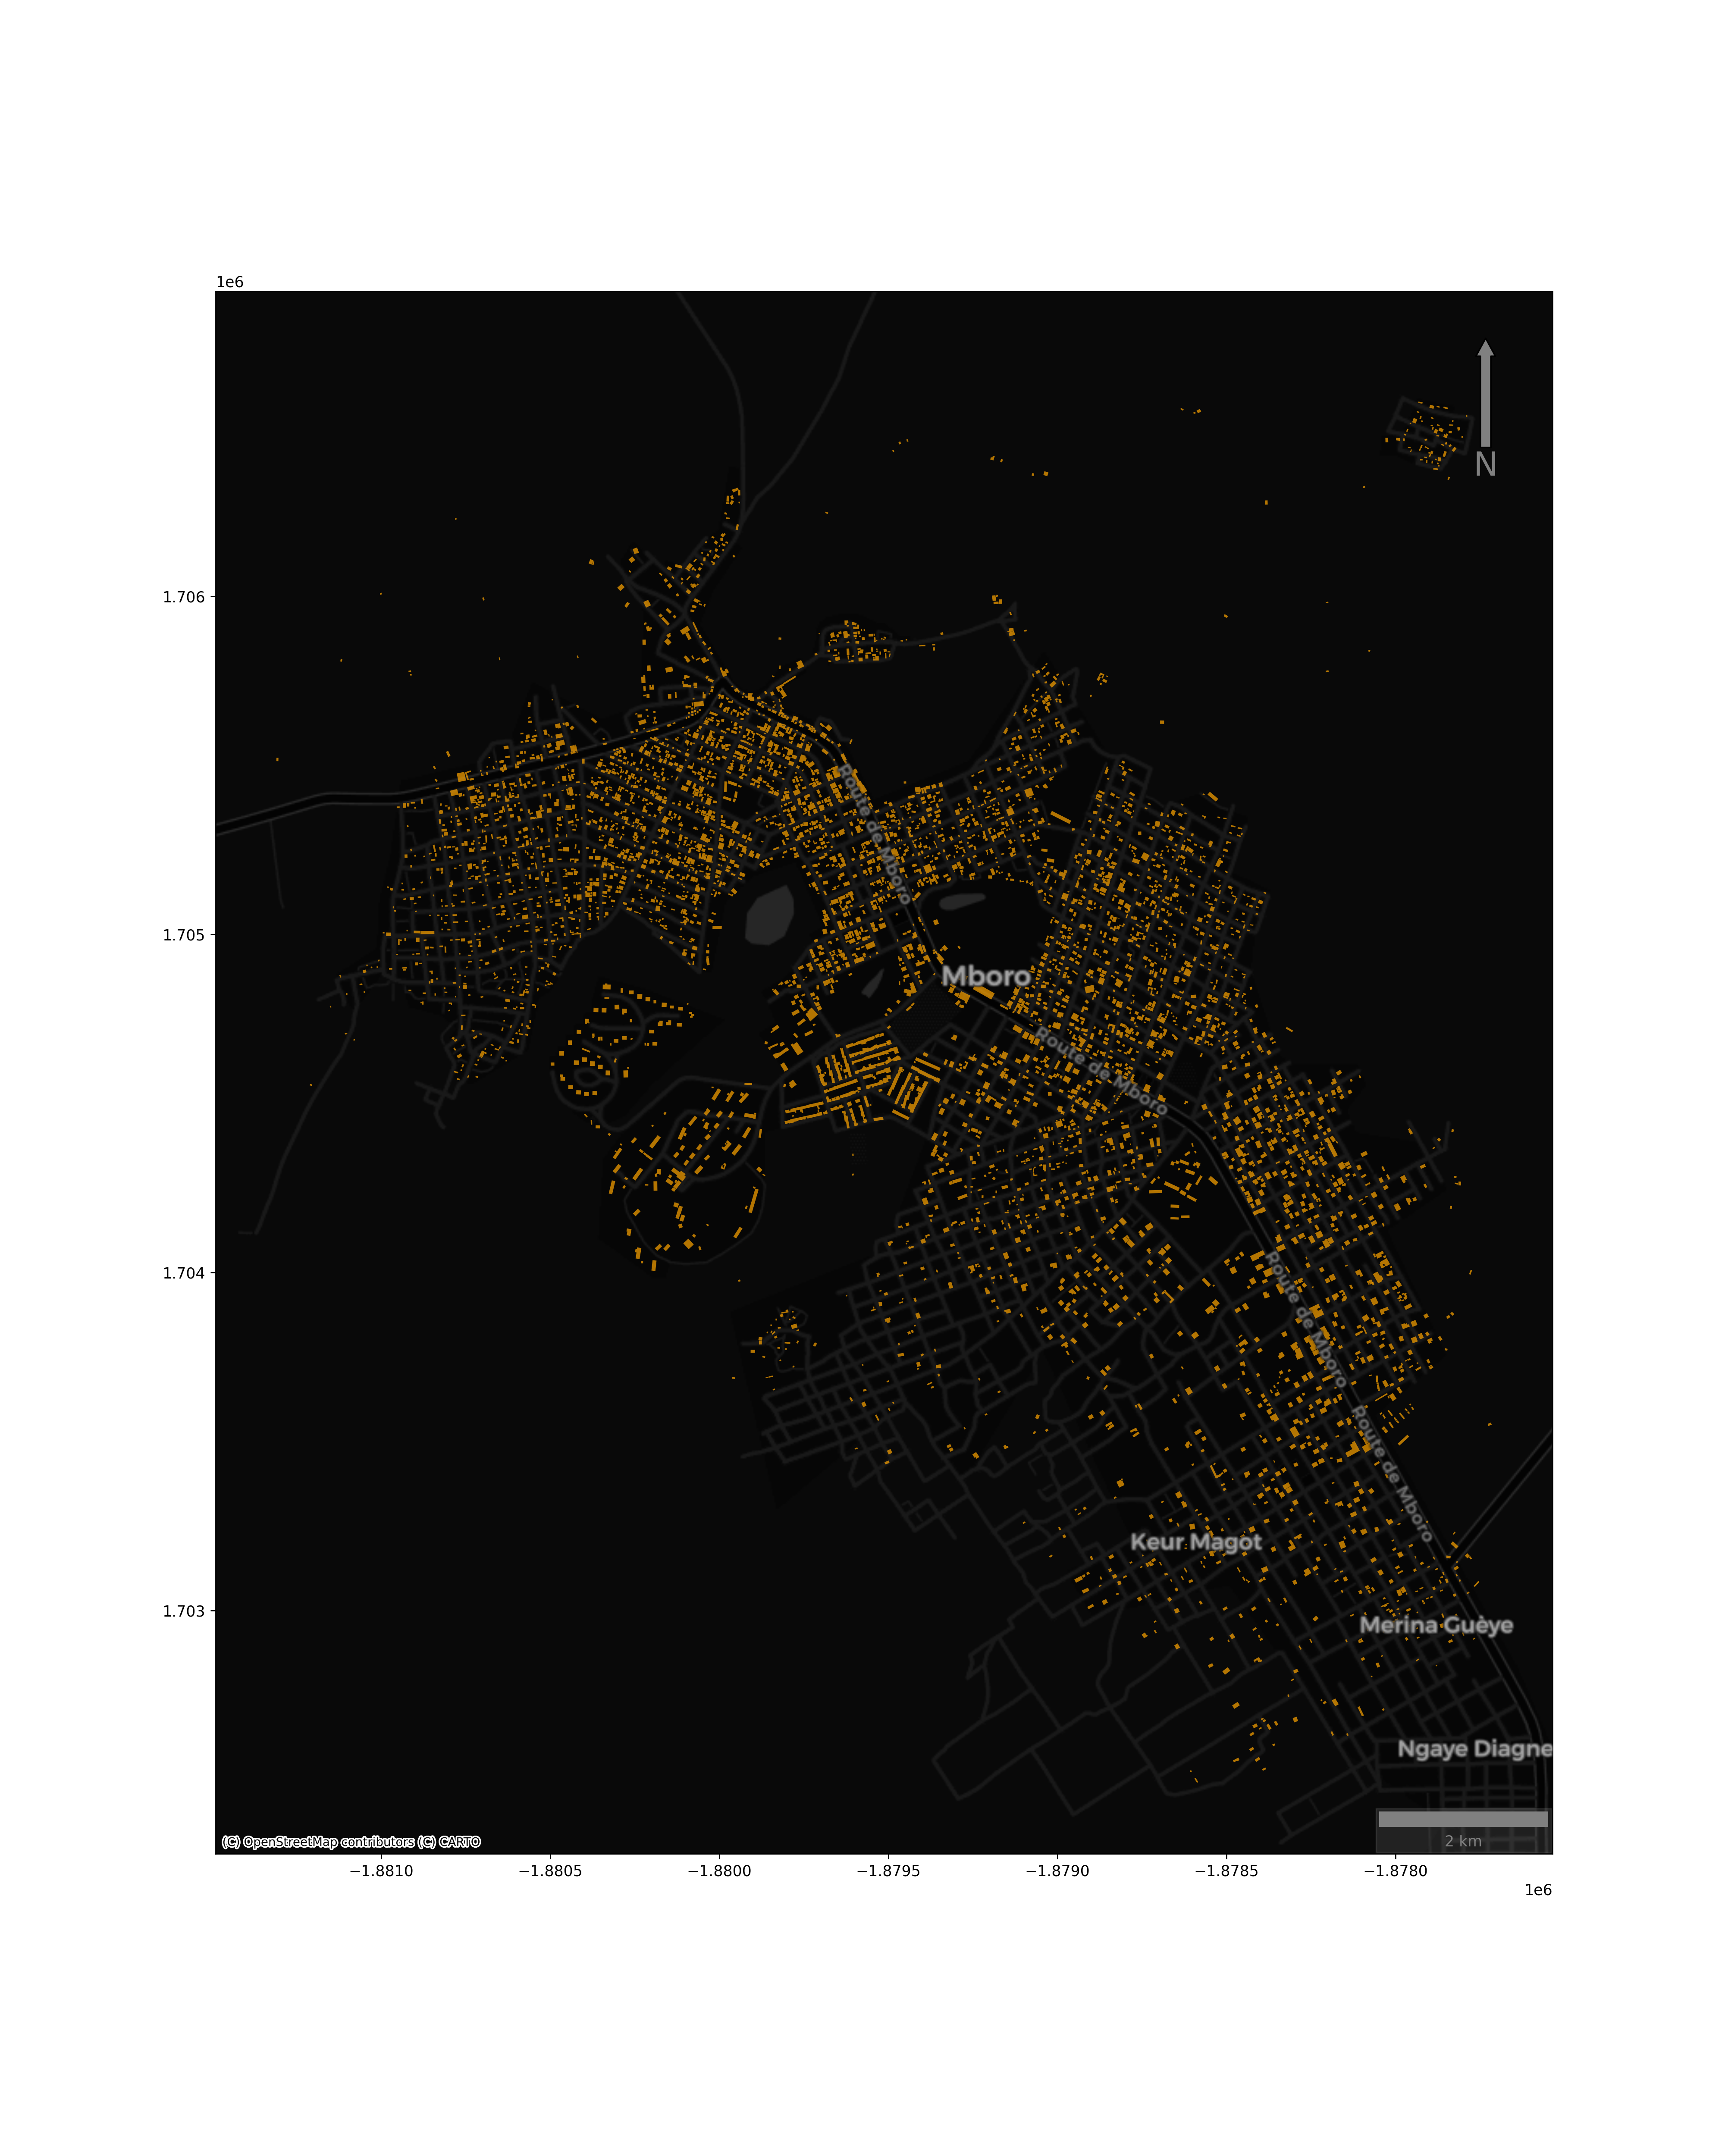 1e6
N
1.706
Route de Mboro
1.705
Mboro
Route de Mboro
1.704
Route de Mboro
Route de Mboro
Keur Magot
1.703
Merina Guèye
Ngaye Diagne
2 km
(C) OpenStreetMap contributors (C) CARTO
−1.8810 −1.8805 −1.8800 −1.8795 −1.8790 −1.8785 −1.8780
1e6